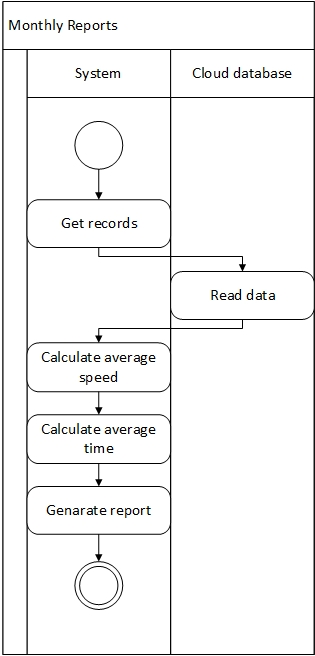 Monthly Reports
System
Cloud database
Get records
Read data
Calculate average
speed
Calculate average
time
Genarate report